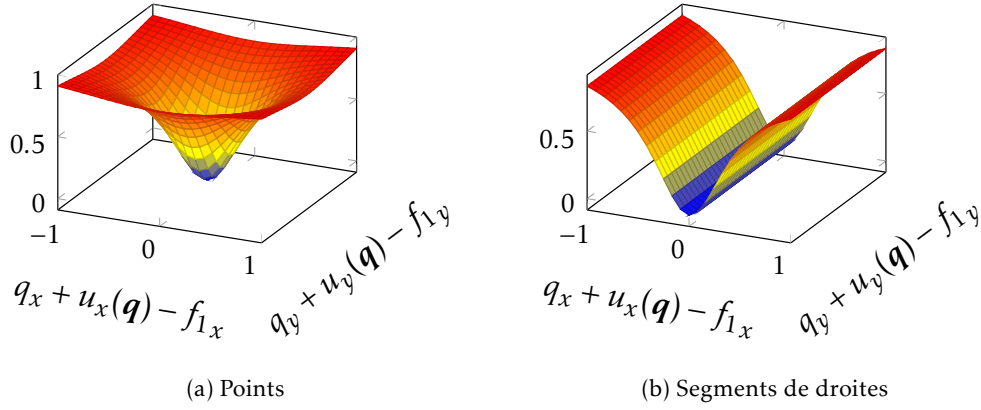 1
0.5
0
−1
0
1
q_x + u_x(q) − f_{1_x}
q_y + u_y(q) − f_{1_y}
(a) Points
0.5
0
−1
0
1
q_x + u_x(q) − f_{1_x}
q_y + u_y(q) − f_{1_y}
(b) Segments de droites